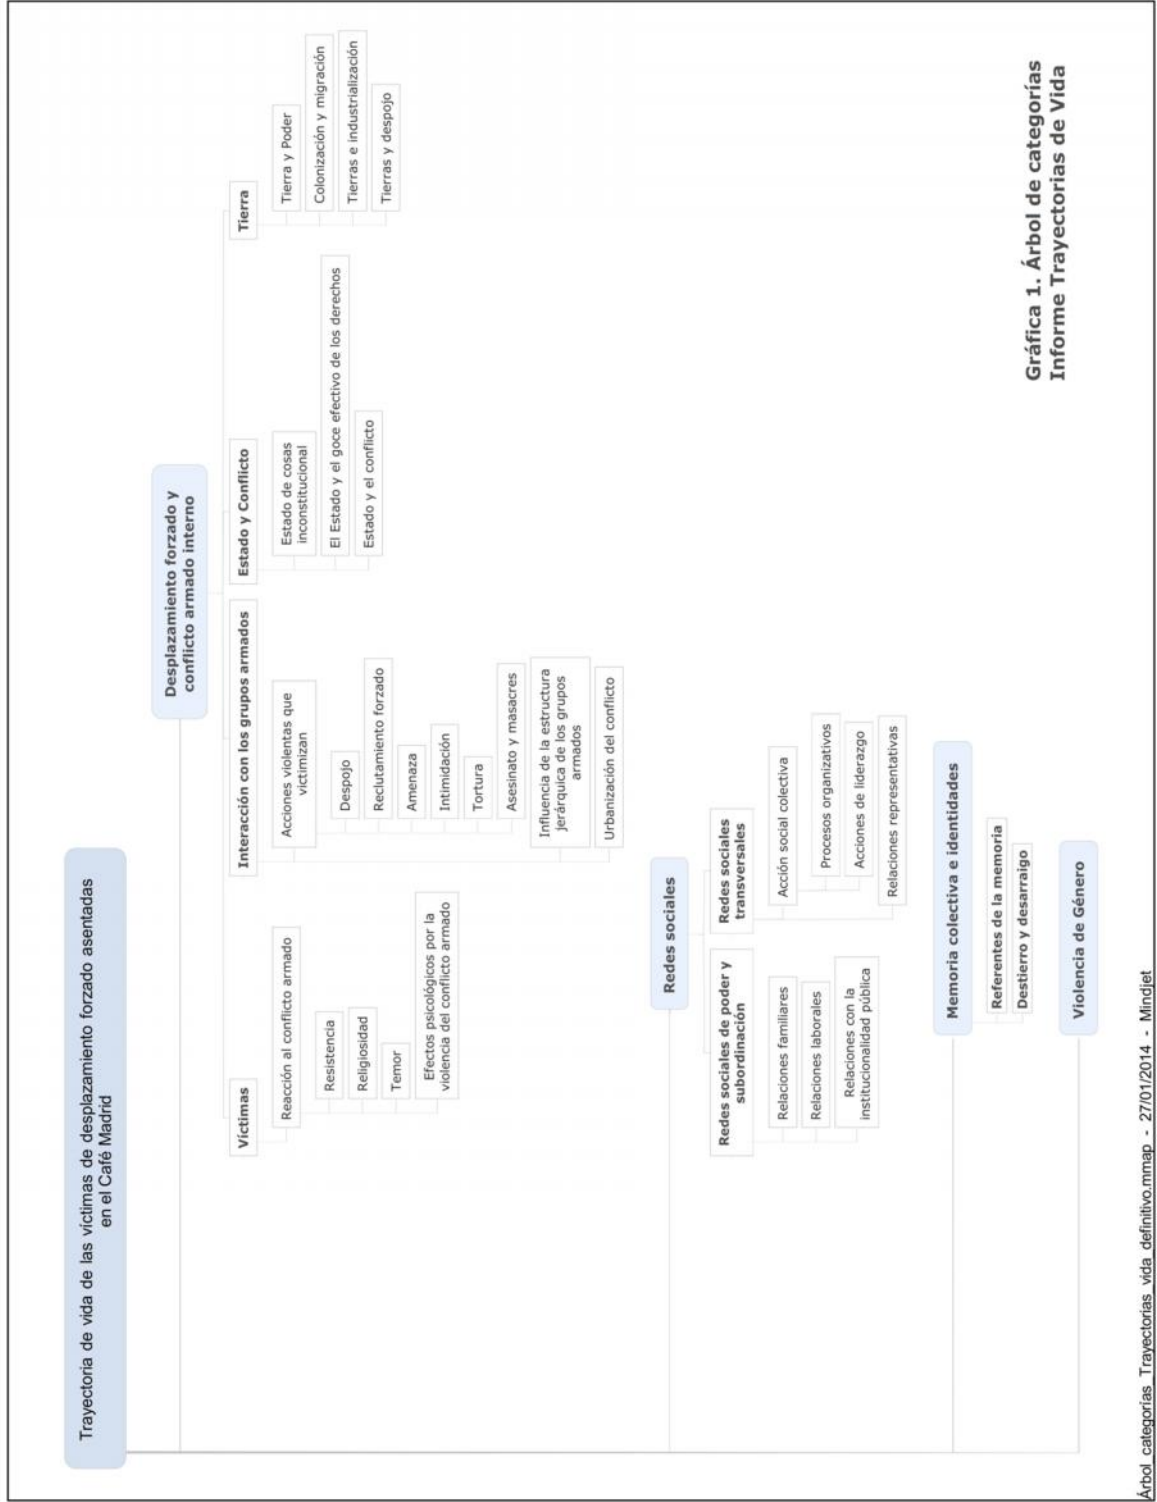 Trayectoria de vida de las víctimas de desplazamiento forzado asentadas
en el Café Madrid
Desplazamiento forzado y
conflicto armado interno
Víctimas
Reacción al conflicto armado
Resistencia
Religiosidad
Temor
Efectos psicológicos por la
violencia del conflicto armado
Interacción con los grupos armados
Acciones violentas que
victimizan
Despojo
Reclutamiento forzado
Amenaza
Intimidación
Tortura
Asesinato y masacres
Influencia de la estructura
jerárquica de los grupos
armados
Urbanización del conflicto
Estado y Conflicto
Estado de cosas
inconstitucional
El Estado y el goce efectivo de los derechos
Estado y el conflicto
Tierra
Tierra y Poder
Colonización y migración
Tierras e industrialización
Tierras y despojo
Redes sociales
Redes sociales de poder y
subordinación
Relaciones familiares
Relaciones laborales
Relaciones con la
institucionalidad pública
Redes sociales
transversales
Acción social colectiva
Procesos organizativos
Acciones de liderazgo
Relaciones representativas
Memoria colectiva e identidades
Referentes de la memoria
Destierro y desarraigo
Violencia de Género
Gráfica 1. Árbol de categorías
Informe Trayectorias de Vida
Árbol_categorías_Trayectorias_vida_definitivo.mmap - 27/01/2014 - Mindjet